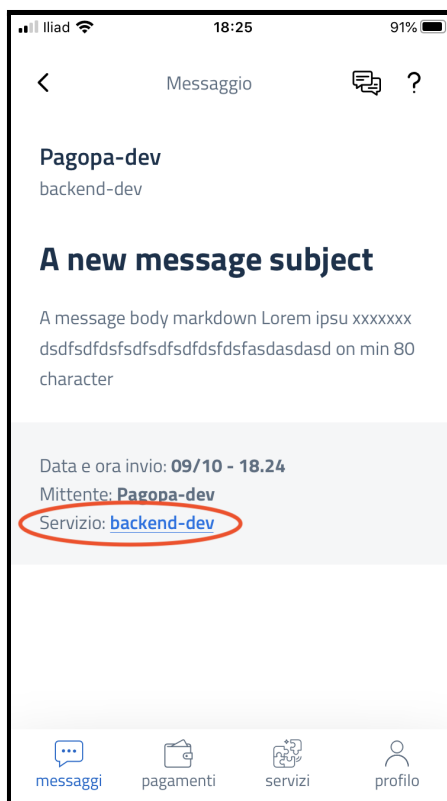 Iliad 18:25 91%
Messaggio ?
Pagopa-dev
backend-dev
A new message subject
A message body markdown Lorem ipsu xxxxxxx
dsdfsdfdsfsdfsdfsdfdsfdsfasdasdasd on min 80
character
Data e ora invio: 09/10 - 18.24
Mittente: Pagopa-dev
Servizio: backend-dev
messaggi pagamenti servizi profilo